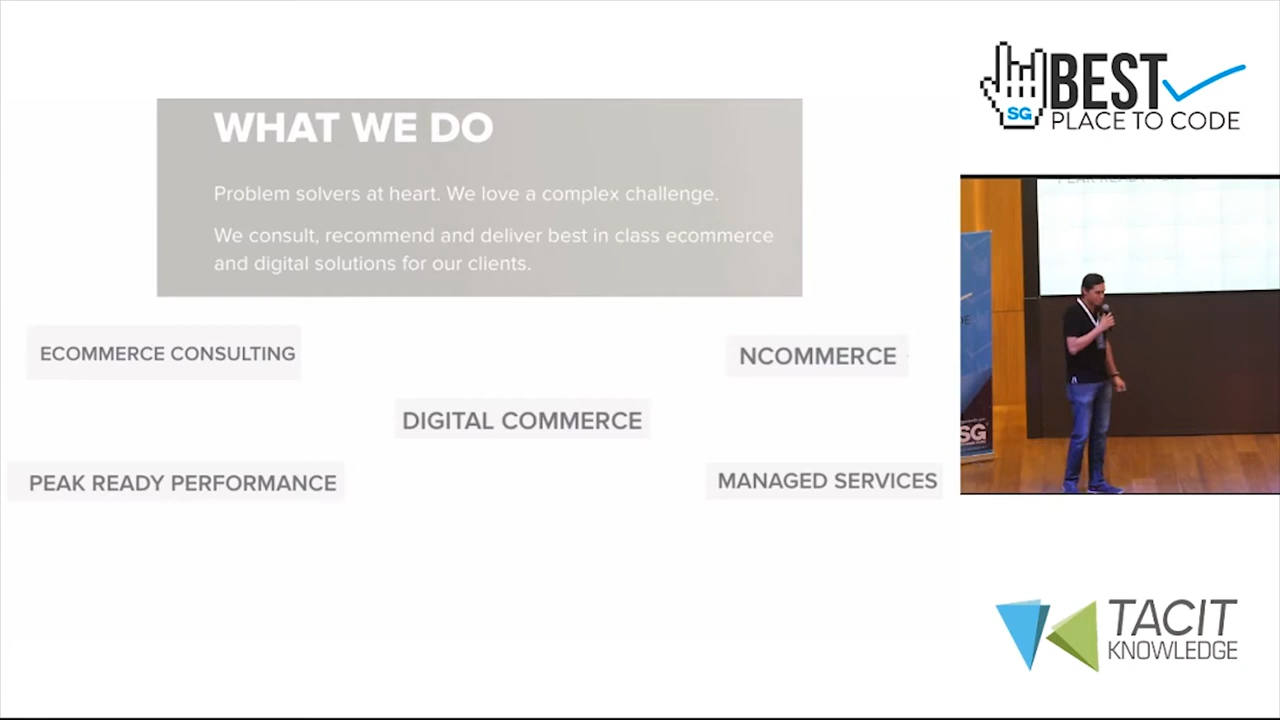 WHAT WE DO
Problem solvers at heart. We love a complex challenge.
We consult, recommend and deliver best in class ecommerce
and digital solutions for our clients.
ECOMMERCE CONSULTING
NCOMMERCE
DIGITAL COMMERCE
PEAK READY PERFORMANCE
MANAGED SERVICES
SG
BEST
PLACE TO CODE
SG
TACIT
KNOWLEDGE